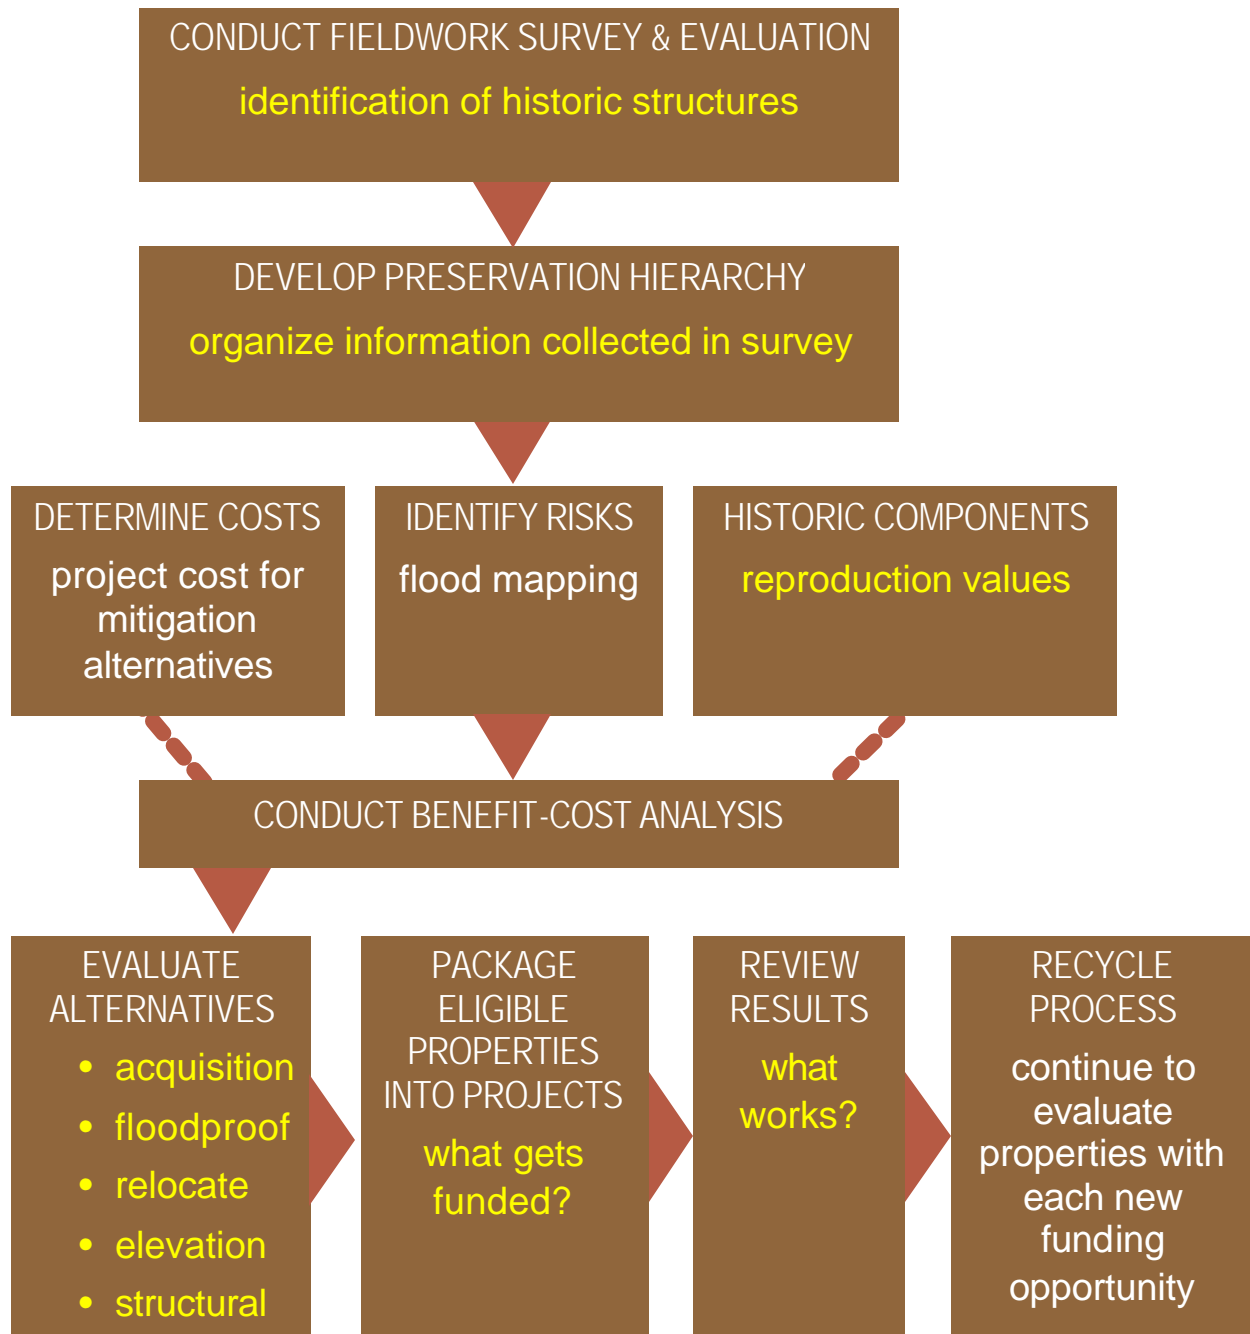 CONDUCT FIELDWORK SURVEY & EVALUATION
identification of historic structures
DEVELOP PRESERVATION HIERARCHY
organize information collected in survey
DETERMINE COSTS
project cost for
mitigation
alternatives
IDENTIFY RISKS
flood mapping
HISTORIC COMPONENTS
reproduction values
CONDUCT BENEFIT-COST ANALYSIS
EVALUATE
ALTERNATIVES
• acquisition
• floodproof
• relocate
• elevation
• structural
PACKAGE
ELIGIBLE
PROPERTIES
INTO PROJECTS
what gets
funded?
REVIEW
RESULTS
what
works?
RECYCLE
PROCESS
continue to
evaluate
properties with
each new
funding
opportunity